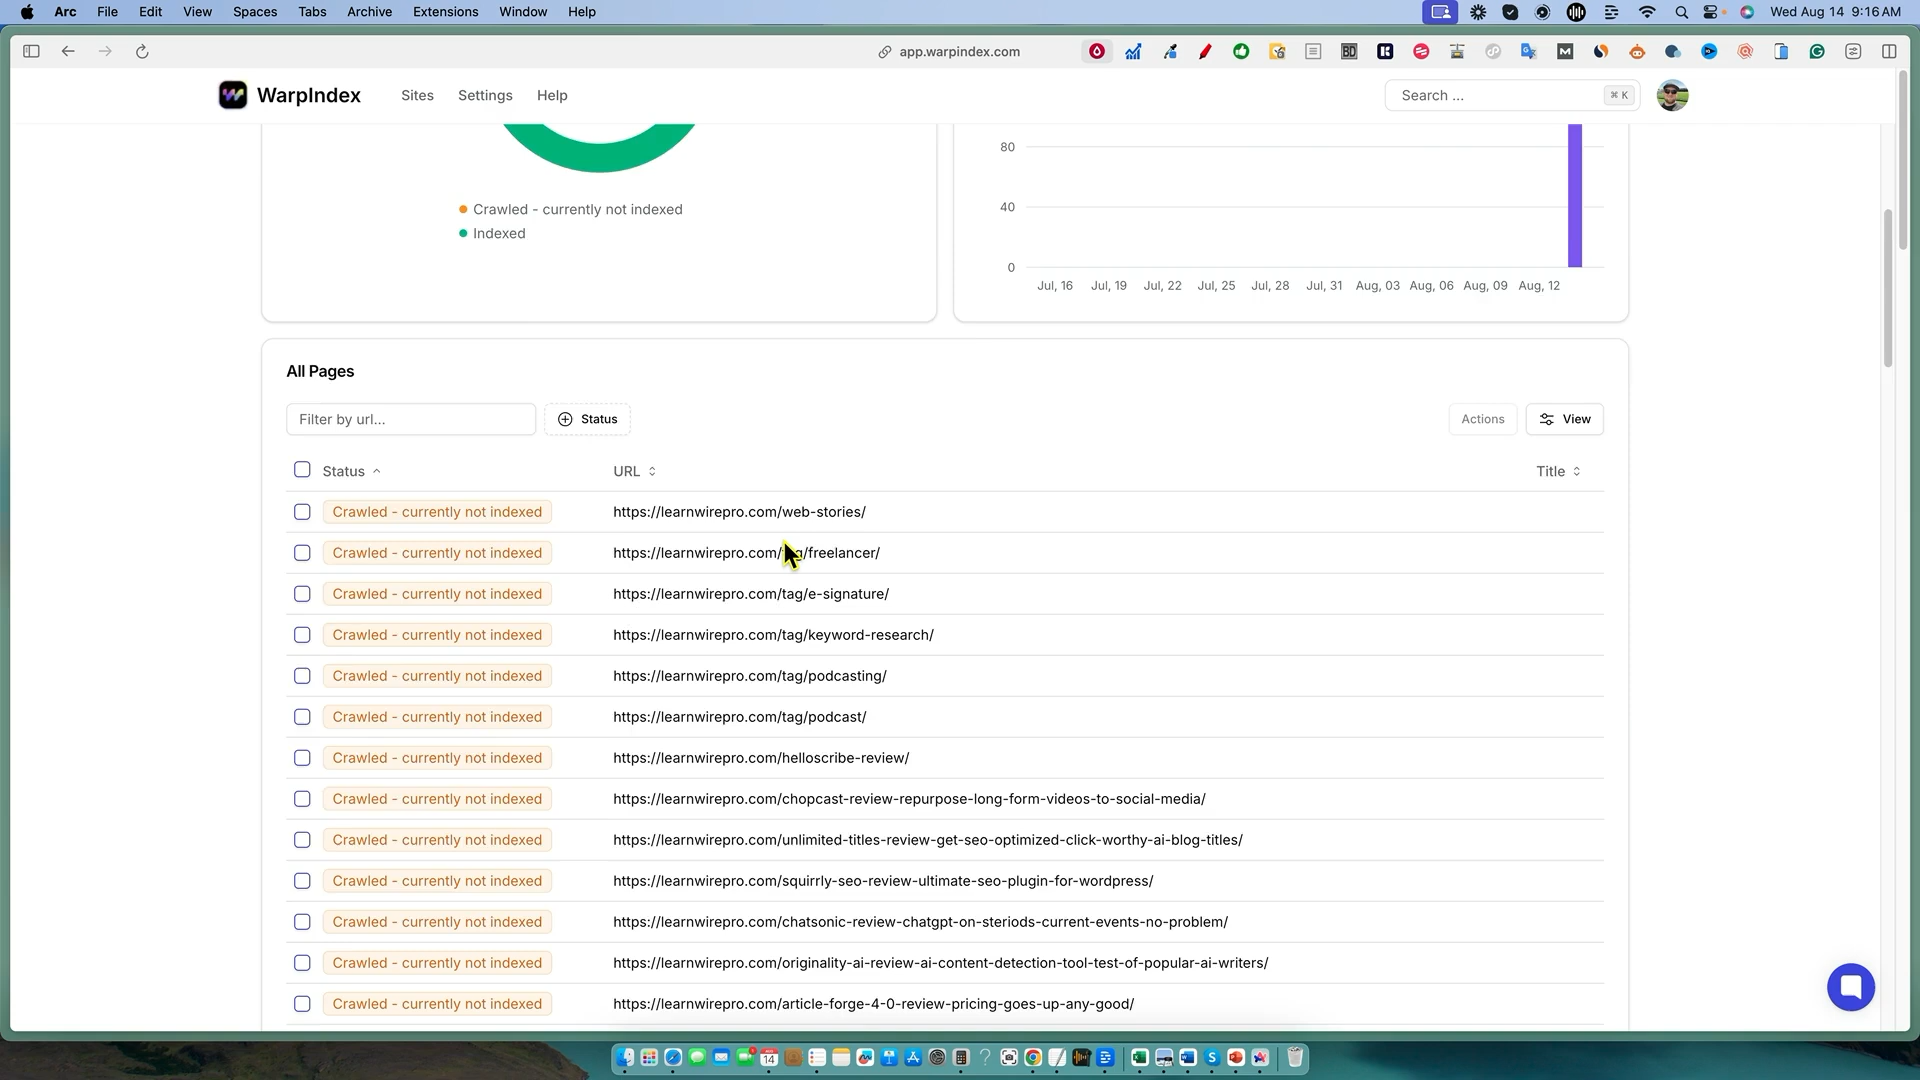 Arc File Edit View Spaces Tabs Archive Extensions Window Help Wed Aug 14 9:16 AM
app.warpindex.com
WarpIndex Sites Settings Help Search ... ⌘ K
80
40
0
Jul, 16 Jul, 19 Jul, 22 Jul, 25 Jul, 28 Jul, 31 Aug, 03 Aug, 06 Aug, 09 Aug, 12
Crawled - currently not indexed
Indexed
All Pages
Filter by url... Status Actions View
Status URL Title
Crawled - currently not indexed https://learnwirepro.com/web-stories/
Crawled - currently not indexed https://learnwirepro.com/tag/freelancer/
Crawled - currently not indexed https://learnwirepro.com/tag/e-signature/
Crawled - currently not indexed https://learnwirepro.com/tag/keyword-research/
Crawled - currently not indexed https://learnwirepro.com/tag/podcasting/
Crawled - currently not indexed https://learnwirepro.com/tag/podcast/
Crawled - currently not indexed https://learnwirepro.com/helloscribe-review/
Crawled - currently not indexed https://learnwirepro.com/chopcast-review-repurpose-long-form-videos-to-social-media/
Crawled - currently not indexed https://learnwirepro.com/unlimited-titles-review-get-seo-optimized-click-worthy-ai-blog-titles/
Crawled - currently not indexed https://learnwirepro.com/squirrly-seo-review-ultimate-seo-plugin-for-wordpress/
Crawled - currently not indexed https://learnwirepro.com/chatsonic-review-chatgpt-on-steriods-current-events-no-problem/
Crawled - currently not indexed https://learnwirepro.com/originality-ai-review-ai-content-detection-tool-test-of-popular-ai-writers/
Crawled - currently not indexed https://learnwirepro.com/article-forge-4-0-review-pricing-goes-up-any-good/